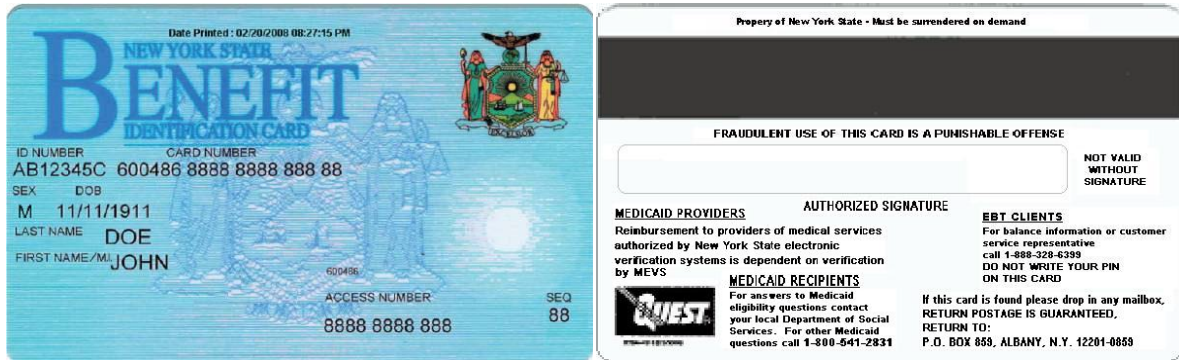 Date Printed : 02/20/2008 08:27:15 PM
NEW YORK STATE
BENEFIT
IDENTIFICATION CARD
ID NUMBER CARD NUMBER
AB12345C 600486 8888 8888 888 88
SEX DOB
M 11/11/1911
LAST NAME DOE
FIRST NAME/M.I. JOHN
600486
ACCESS NUMBER SEQ
8888 8888 888 88
Propery of New York State - Must be surrendered on demand
FRAUDULENT USE OF THIS CARD IS A PUNISHABLE OFFENSE
NOT VALID
WITHOUT
SIGNATURE
AUTHORIZED SIGNATURE
MEDICAID PROVIDERS
Reimbursement to providers of medical services
authorized by New York State electronic
verification systems is dependent on verification
by MEVS
EBT CLIENTS
For balance information or customer
service representative
call 1-888-328-6399
DO NOT WRITE YOUR PIN
ON THIS CARD
MEDICAID RECIPIENTS
For answers to Medicaid
eligibility questions contact
your local Department of Social
Services. For other Medicaid
questions call 1-800-541-2831
QUEST
If this card is found please drop in any mailbox,
RETURN POSTAGE IS GUARANTEED,
RETURN TO:
P.O. BOX 859, ALBANY, N.Y. 12201-0859